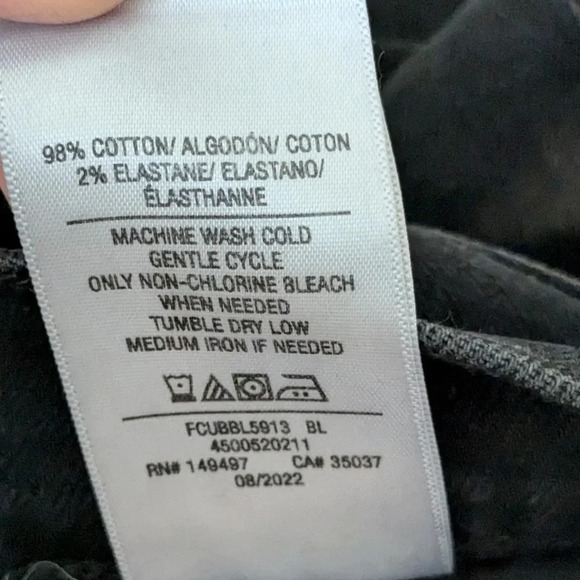 98% COTTON/ ALGODÓN/ COTON
2% ELASTANE/ ELASTANO/
ÉLASTHANNE
MACHINE WASH COLD
GENTLE CYCLE
ONLY NON-CHLORINE BLEACH
WHEN NEEDED
TUMBLE DRY LOW
MEDIUM IRON IF NEEDED
FCUBBL5913 BL
4500520211
RN# 149497 CA# 35037
08/2022